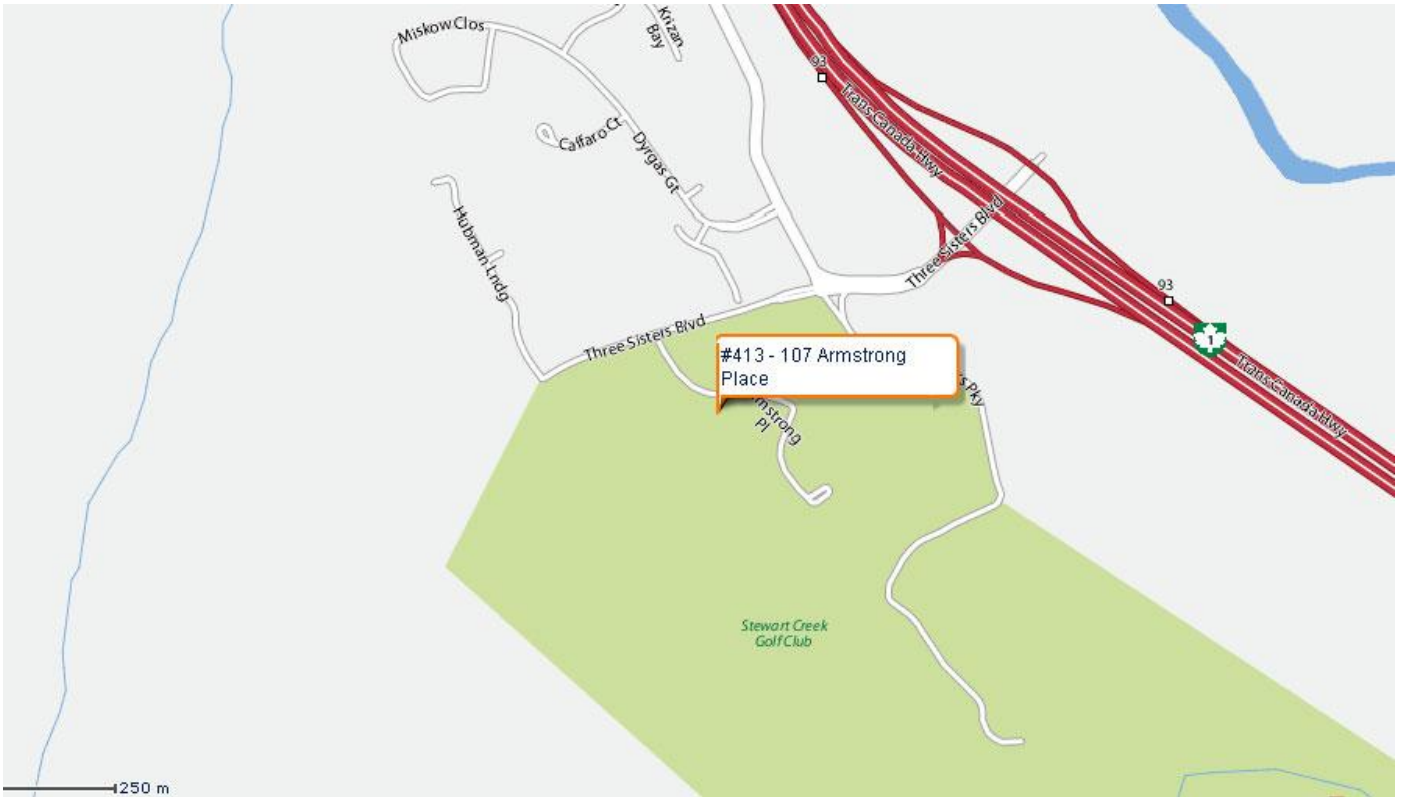 Miskow Clos
Krizan
Bay
93
Trans Canada Hwy
Caffaro Ct
Dyrgas Gt
Hubman Lndg
Three Sisters Blvd
93
1
Three Sisters Blvd
#413 - 107 Armstrong
Place
Trans Canada Hwy
Pky
mstrong
Pl
Stewart Creek
Golf Club
250 m